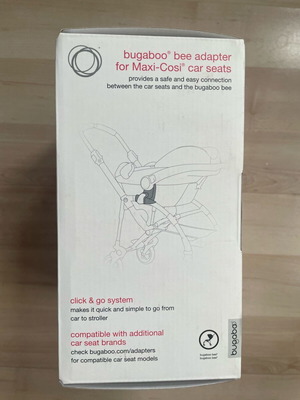 bugaboo® bee adapter
for Maxi-Cosi® car seats
provides a safe and easy connection
between the car seats and the bugaboo bee
click & go system
makes it quick and simple to go from
car to stroller
compatible with additional
car seat brands
check bugaboo.com/adapters
for compatible car seat models
bugaboo